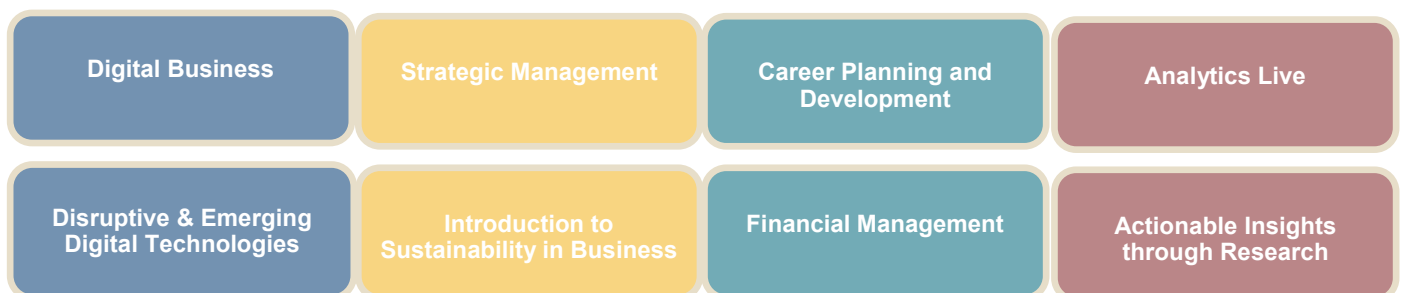 Digital Business
Strategic Management
Career Planning and
Development
Analytics Live
Disruptive & Emerging
Digital Technologies
Introduction to
Sustainability in Business
Financial Management
Actionable Insights
through Research